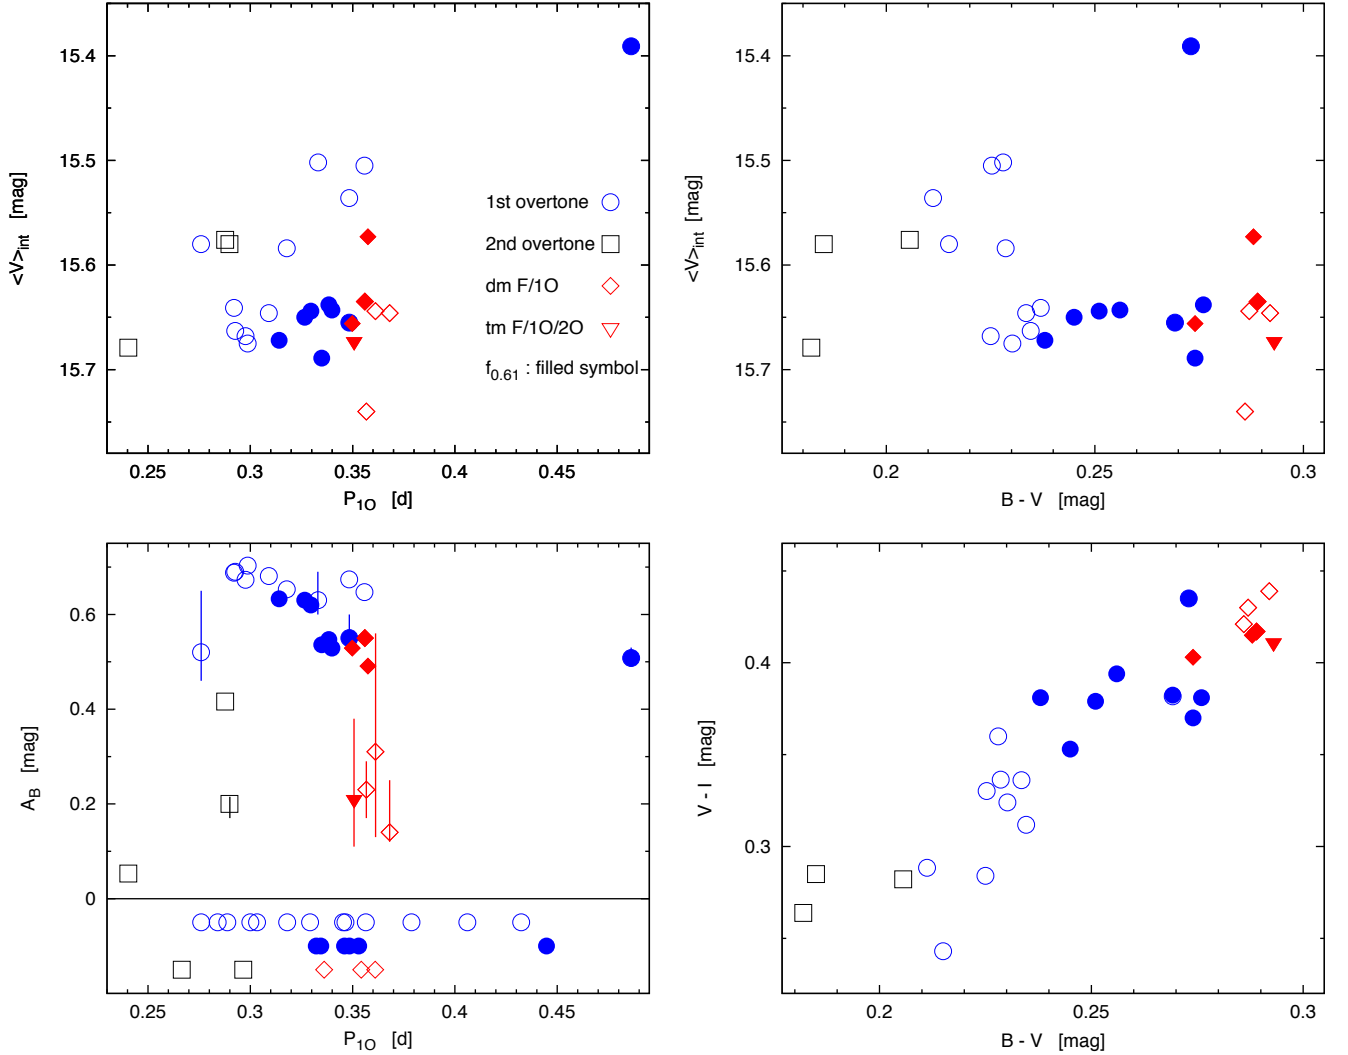 15.4
15.5
15.6
15.7
<V>int [mag]
0.25 0.3 0.35 0.4 0.45
P1O [d]
1st overtone
2nd overtone
dm F/1O
tm F/1O/2O
f0.61 : filled symbol
15.4
15.5
15.6
15.7
<V>int [mag]
0.2 0.25 0.3
B - V [mag]
0.6
0.4
0.2
0
AB [mag]
0.25 0.3 0.35 0.4 0.45
P1O [d]
0.4
0.3
V - I [mag]
0.2 0.25 0.3
B - V [mag]